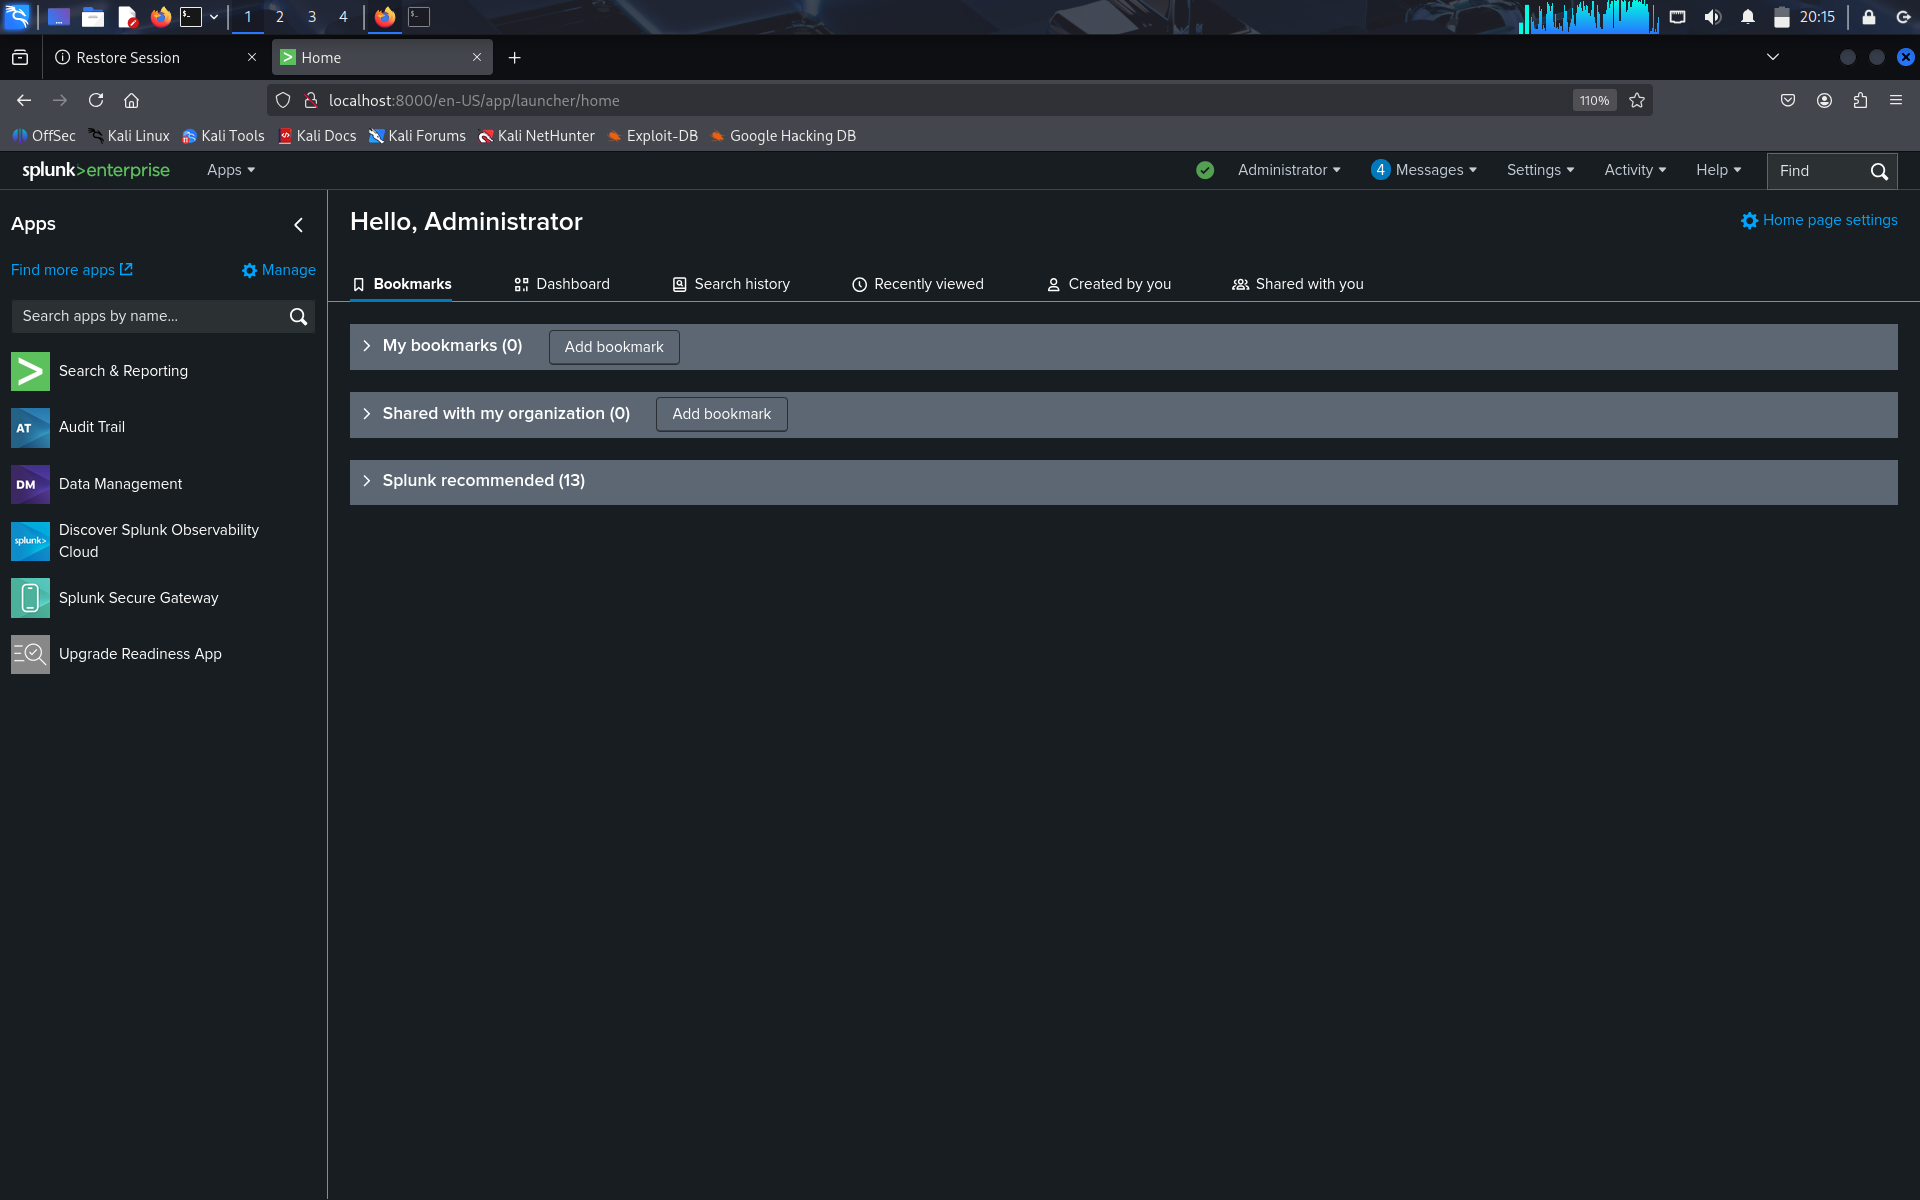 1 2 3 4
20:15
Restore Session
Home
localhost:8000/en-US/app/launcher/home
110%
OffSec Kali Linux Kali Tools Kali Docs Kali Forums Kali NetHunter Exploit-DB Google Hacking DB
splunk>enterprise Apps Administrator 4 Messages Settings Activity Help Find
Apps
Find more apps Manage
Search apps by name...
Search & Reporting
AT Audit Trail
DM Data Management
splunk> Discover Splunk Observability
Cloud
Splunk Secure Gateway
Upgrade Readiness App
Hello, Administrator
Home page settings
Bookmarks Dashboard Search history Recently viewed Created by you Shared with you
My bookmarks (0) Add bookmark
Shared with my organization (0) Add bookmark
Splunk recommended (13)